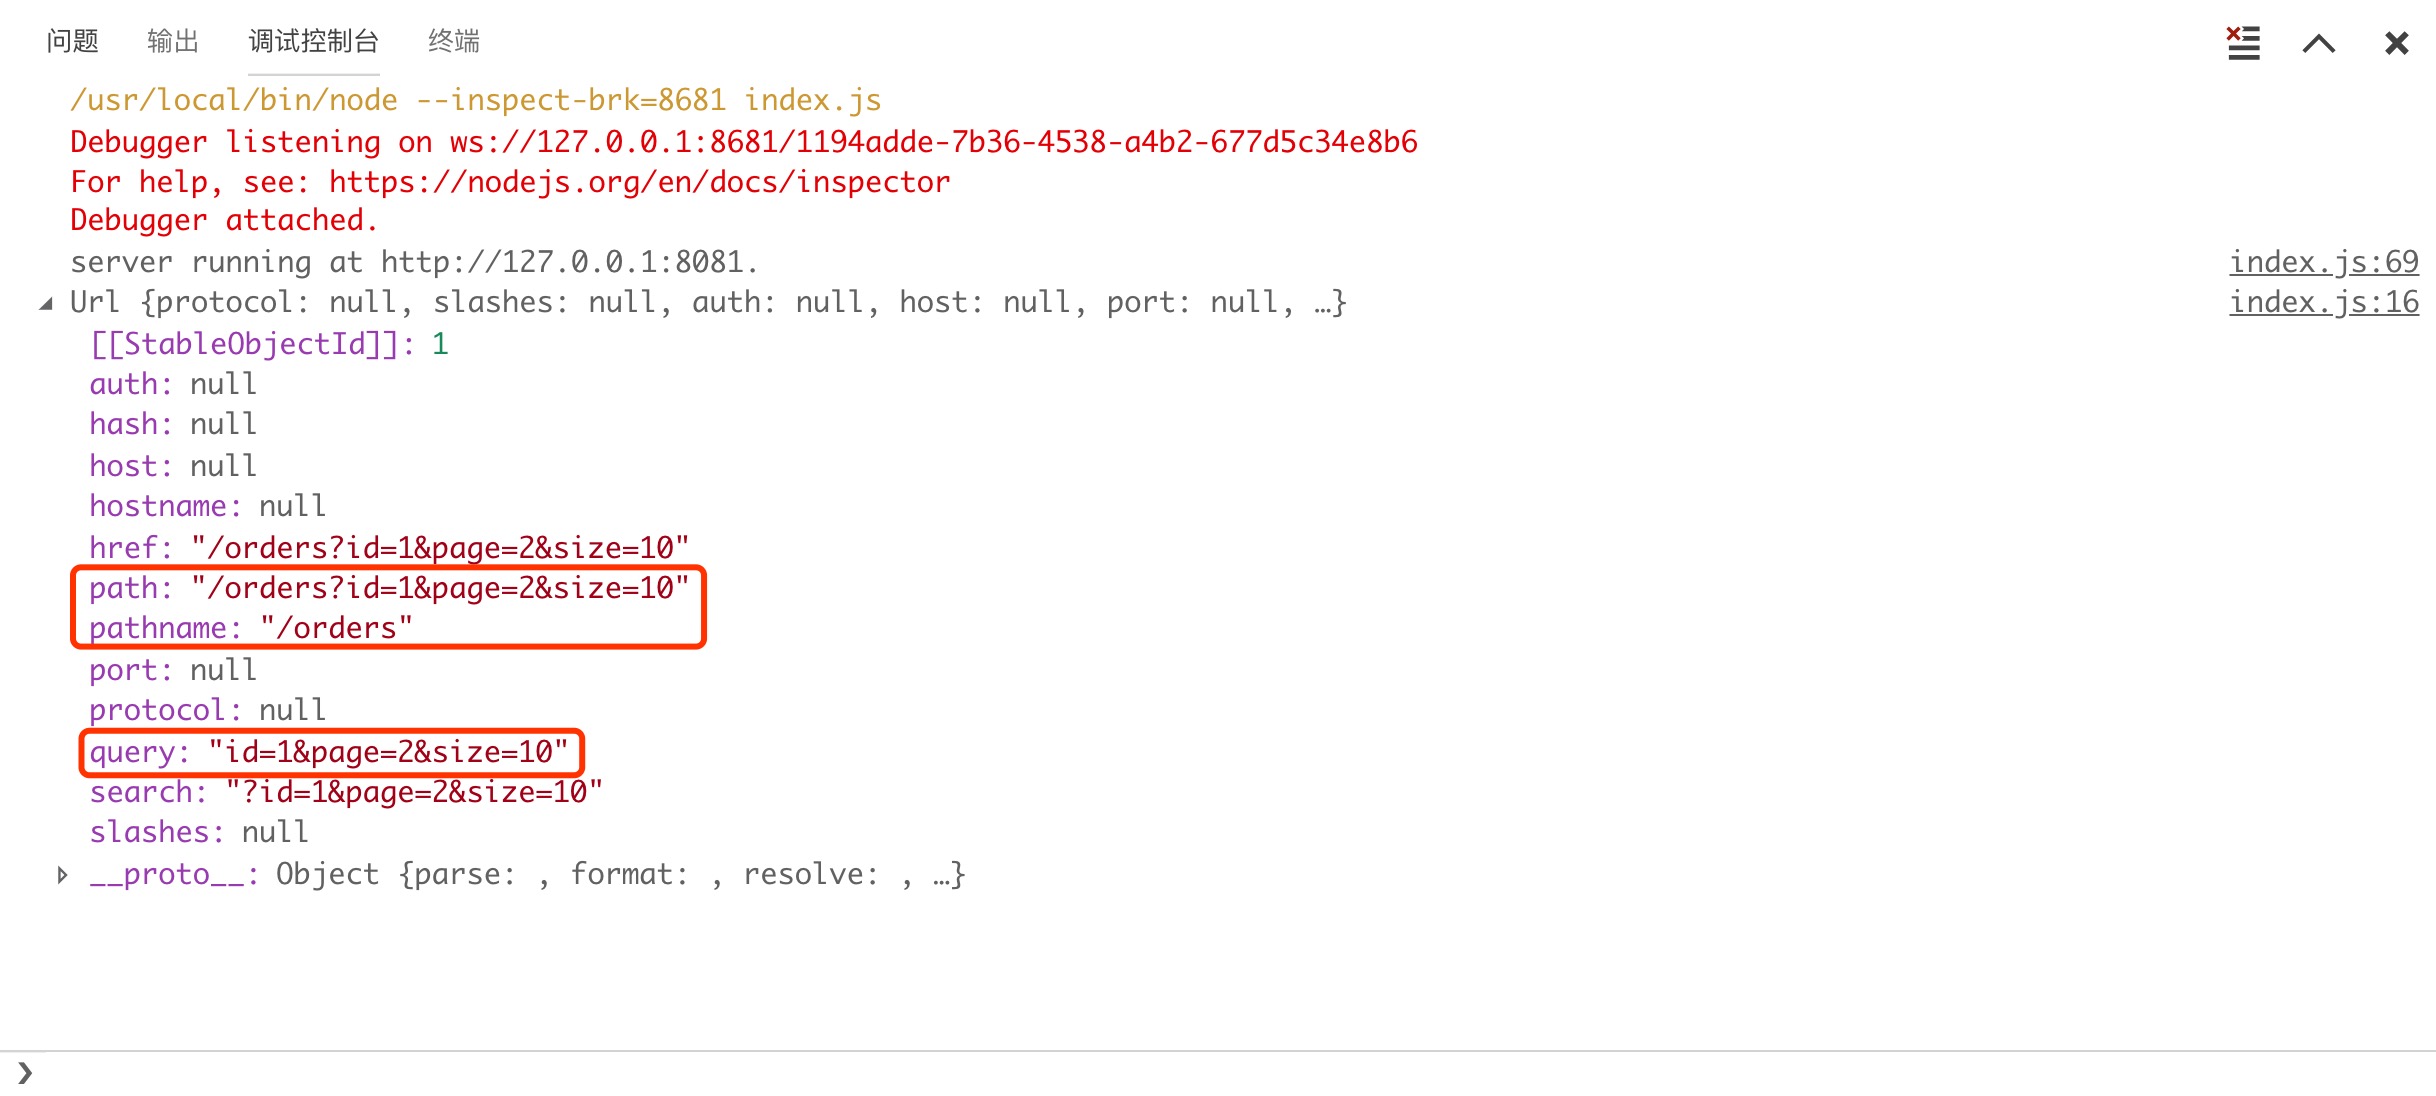 问题 输出 调试控制台 终端
/usr/local/bin/node --inspect-brk=8681 index.js
Debugger listening on ws://127.0.0.1:8681/1194adde-7b36-4538-a4b2-677d5c34e8b6
For help, see: https://nodejs.org/en/docs/inspector
Debugger attached.
server running at http://127.0.0.1:8081. index.js:69
Url {protocol: null, slashes: null, auth: null, host: null, port: null, …} index.js:16
[[StableObjectId]]: 1
auth: null
hash: null
host: null
hostname: null
href: "/orders?id=1&page=2&size=10"
path: "/orders?id=1&page=2&size=10"
pathname: "/orders"
port: null
protocol: null
query: "id=1&page=2&size=10"
search: "?id=1&page=2&size=10"
slashes: null
__proto__: Object {parse: , format: , resolve: , …}